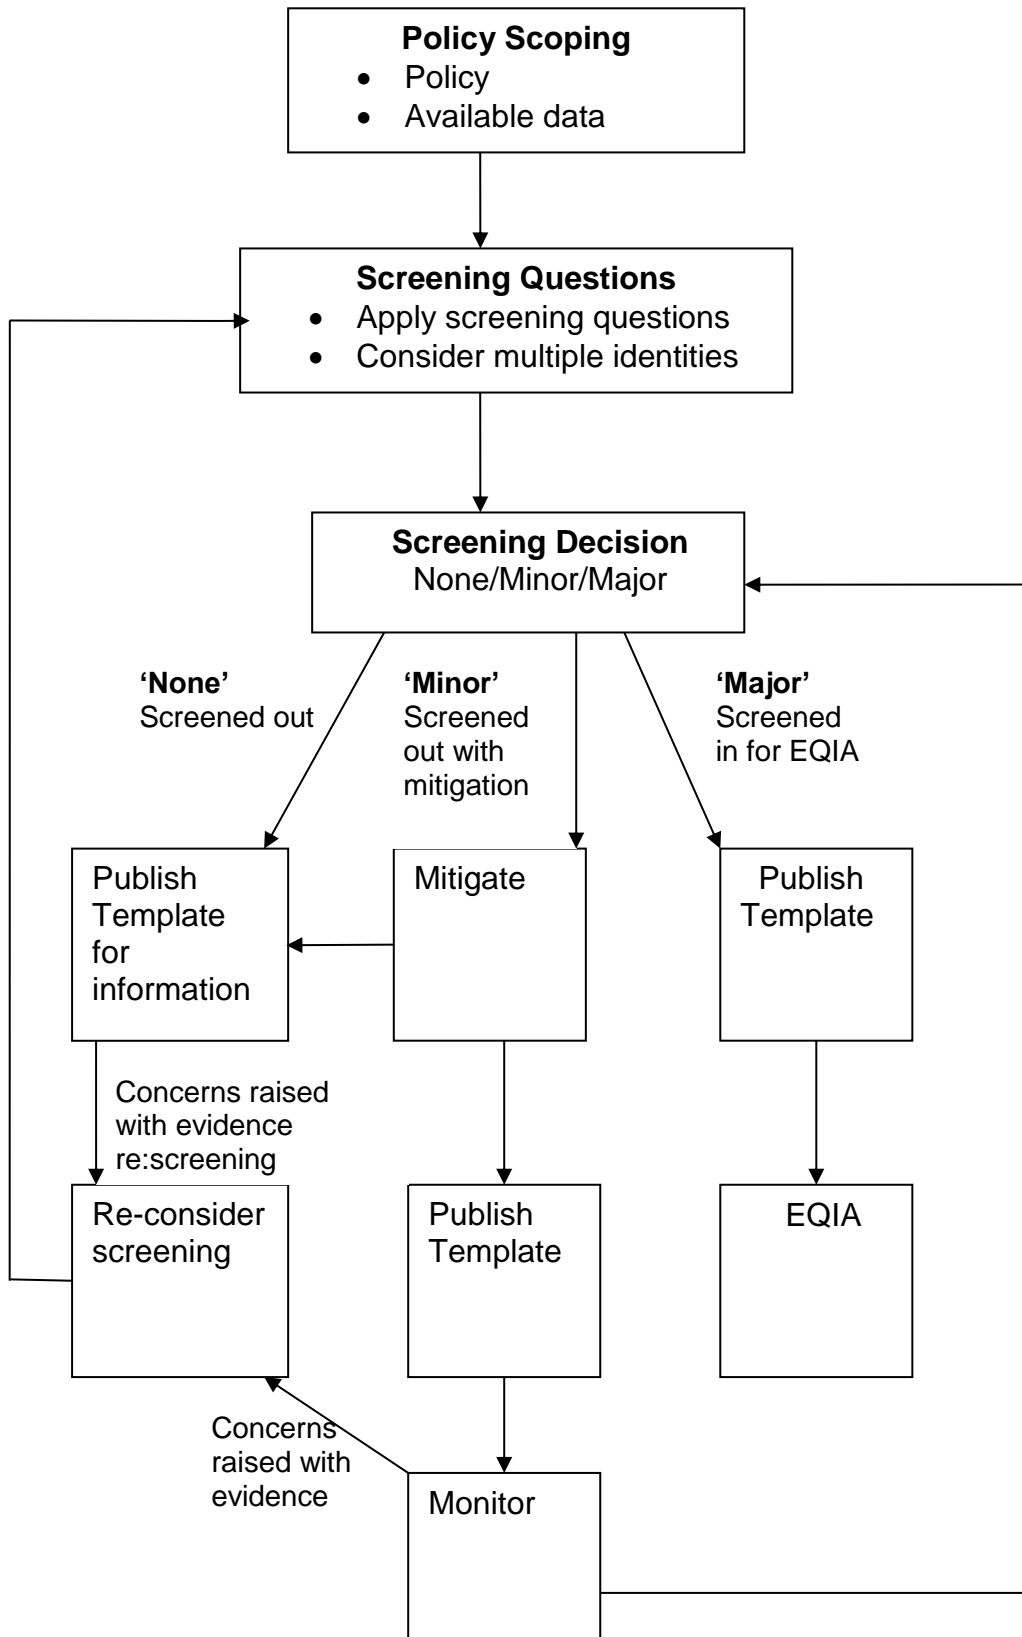 Policy Scoping
• Policy
• Available data
Screening Questions
• Apply screening questions
• Consider multiple identities
Screening Decision
None/Minor/Major
‘None’
Screened out
‘Minor’
Screened
out with
mitigation
‘Major’
Screened
in for EQIA
Publish
Template
for
information
Mitigate
Publish
Template
Concerns raised
with evidence
re:screening
Re-consider
screening
Publish
Template
EQIA
Concerns
raised with
evidence
Monitor